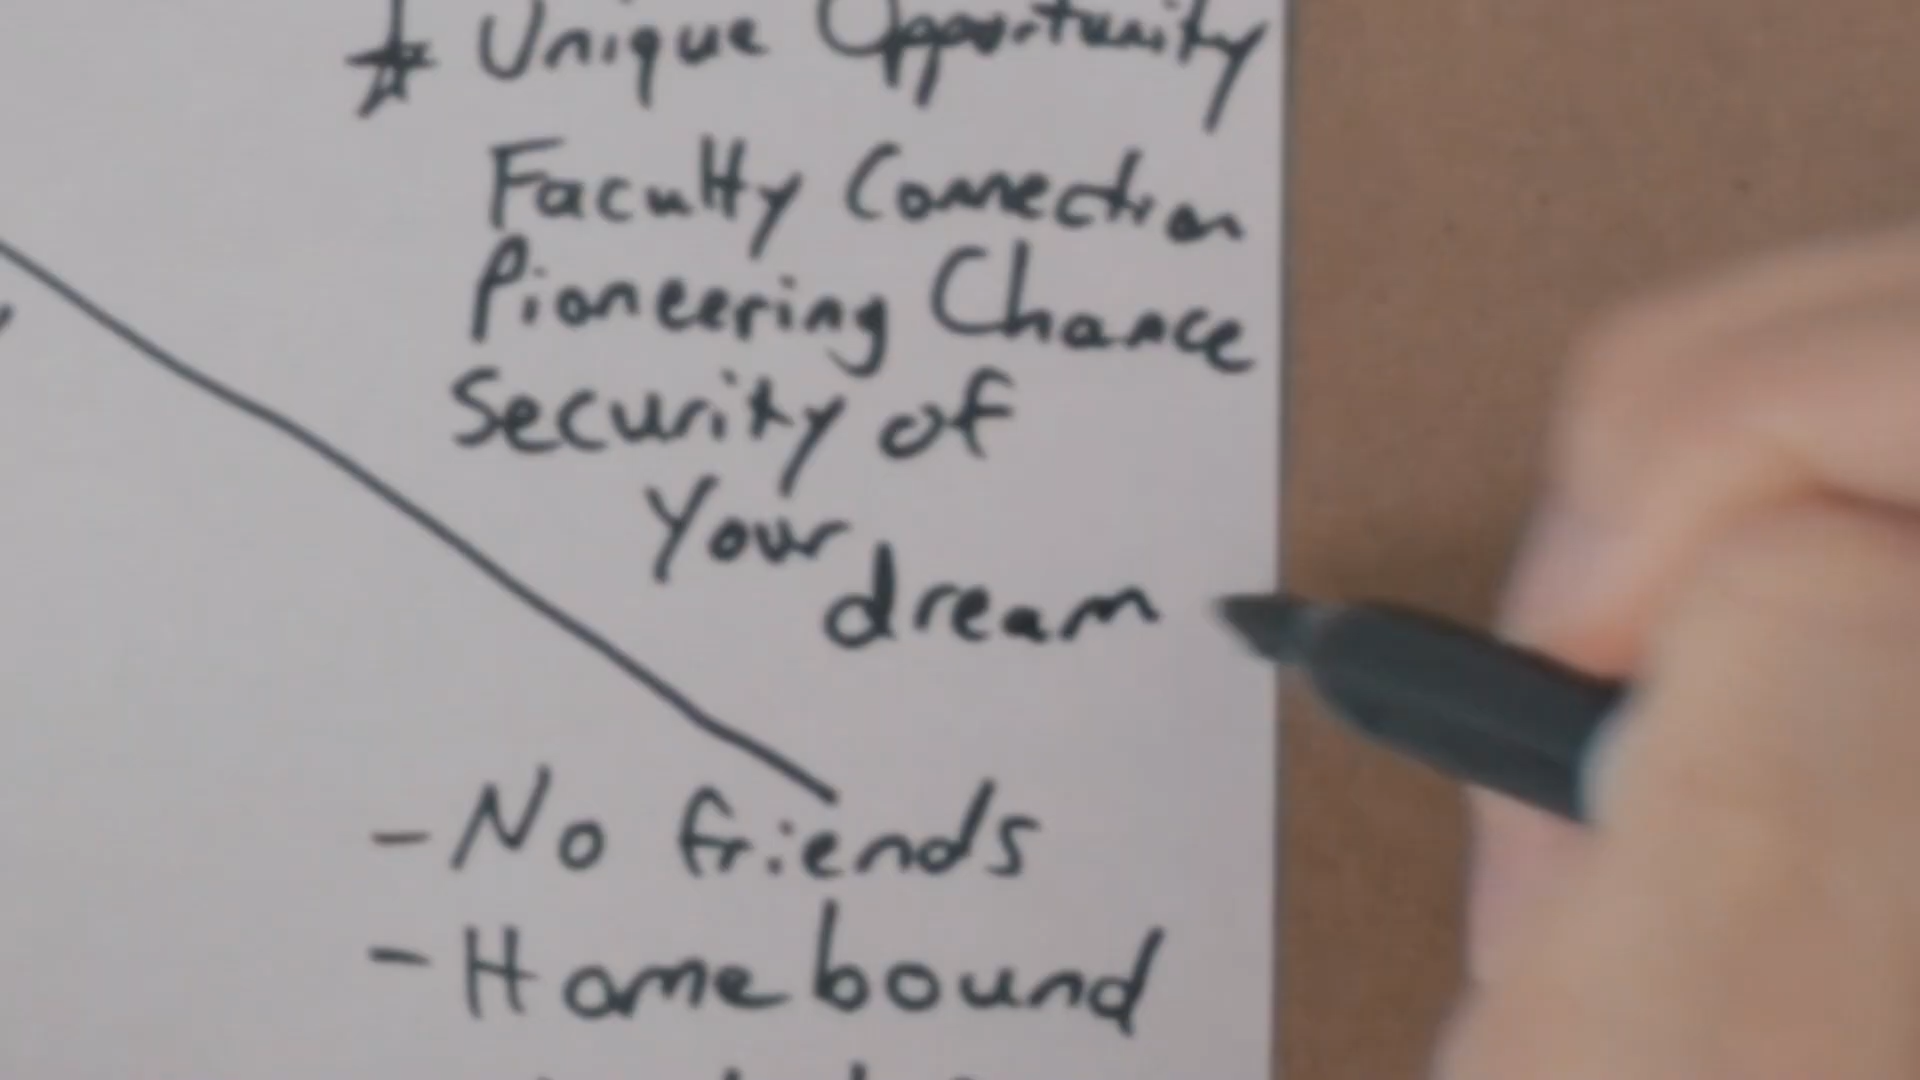 Unique Opportunity
Faculty Connection
Pioneering Chance
Security of
Your
dream
- No friends
- Homebound